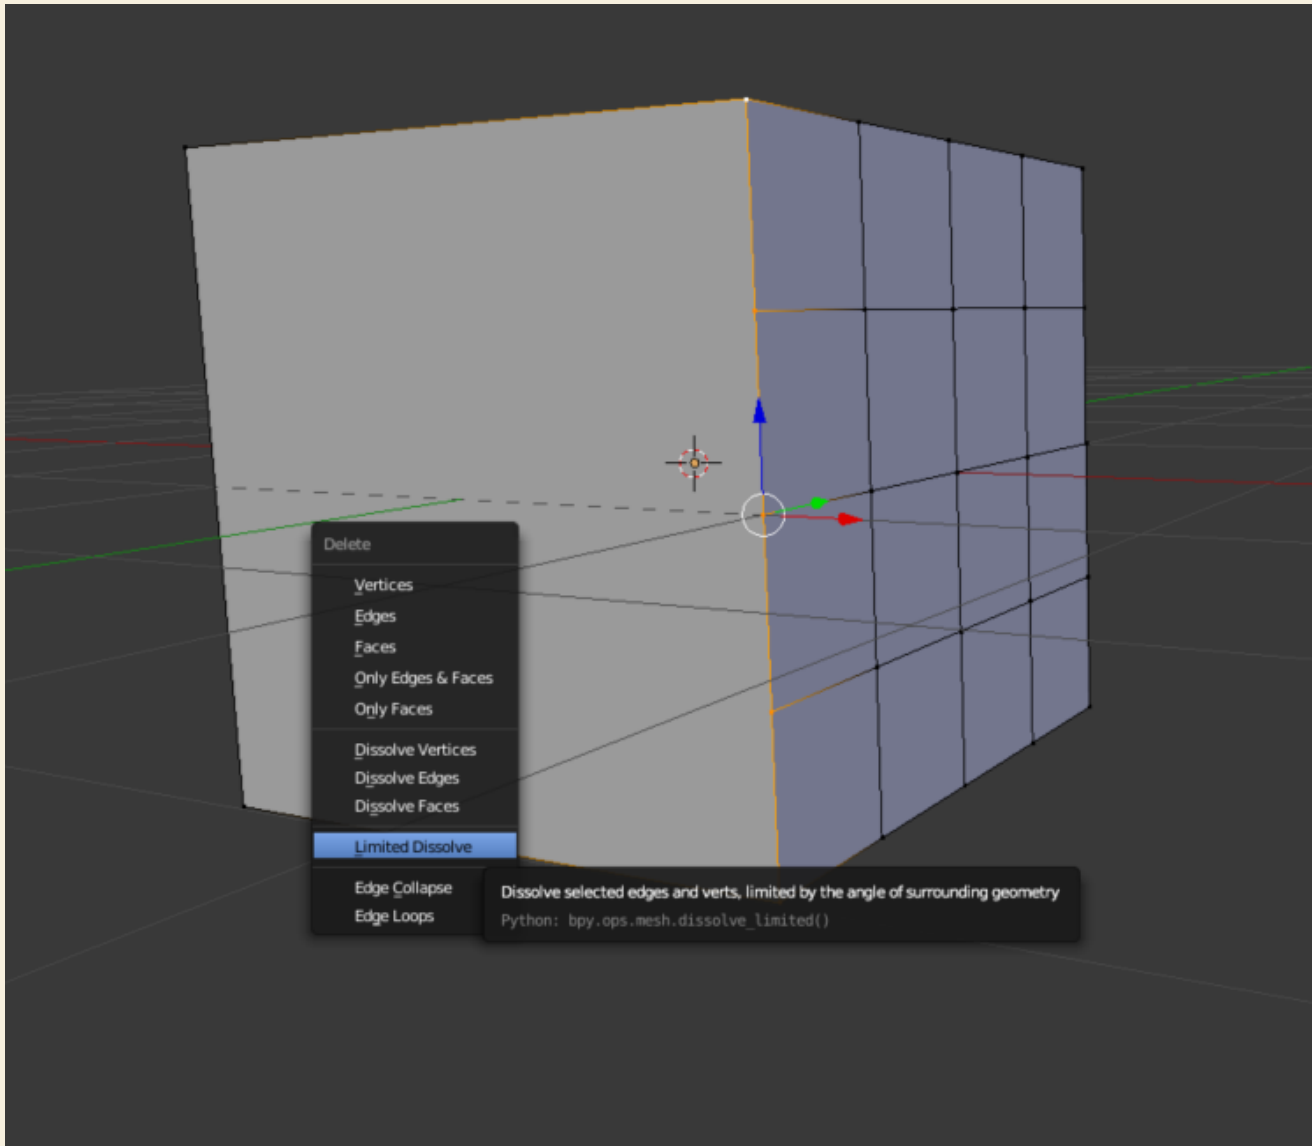 Delete
Vertices
Edges
Faces
Only Edges & Faces
Only Faces
Dissolve Vertices
Dissolve Edges
Dissolve Faces
Limited Dissolve
Edge Collapse
Edge Loops
Dissolve selected edges and verts, limited by the angle of surrounding geometry
Python: bpy.ops.mesh.dissolve_limited()